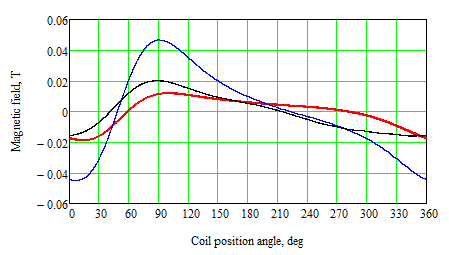 0.06
0.04
0.02
0
− 0.02
− 0.04
− 0.06
Magnetic field, T
0 30 60 90 120 150 180 210 240 270 300 330 360
Coil position angle, deg